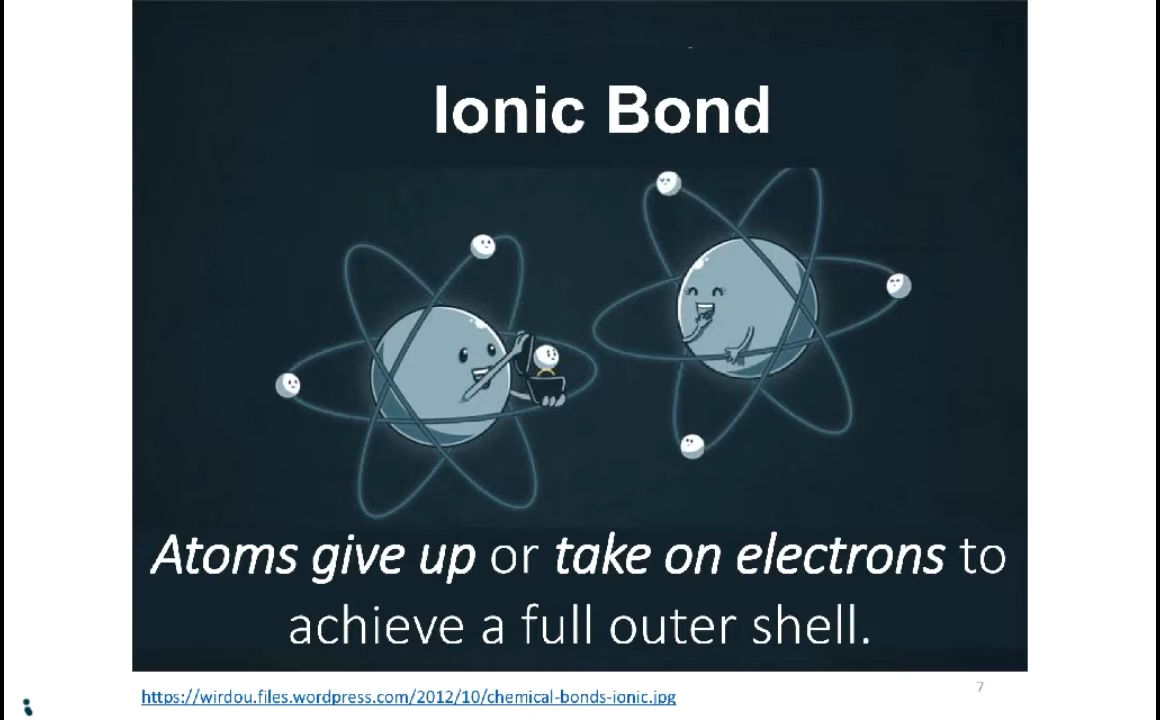 Ionic Bond
Atoms give up or take on electrons to
achieve a full outer shell.
https://wirdou.files.wordpress.com/2012/10/chemical-bonds-ionic.jpg
7